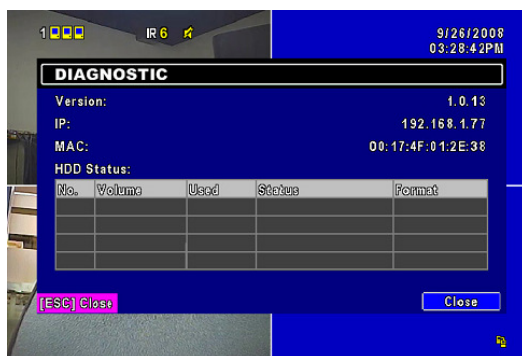 1 IR 6 9/26/2008
03:28:42PM
DIAGNOSTIC
Version: 1.0.13
IP: 192.168.1.77
MAC: 00:17:4F:01:2E:38
HDD Status:
No. Volume Used Status Format
[ESC] Close Close